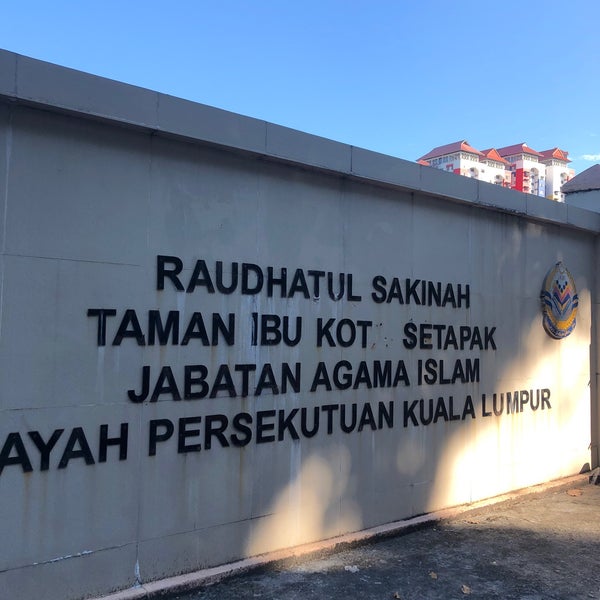 RAUDHATUL SAKINAH
TAMAN IBU KOT SETAPAK
JABATAN AGAMA ISLAM
AYAH PERSEKUTUAN KUALA LUMPUR